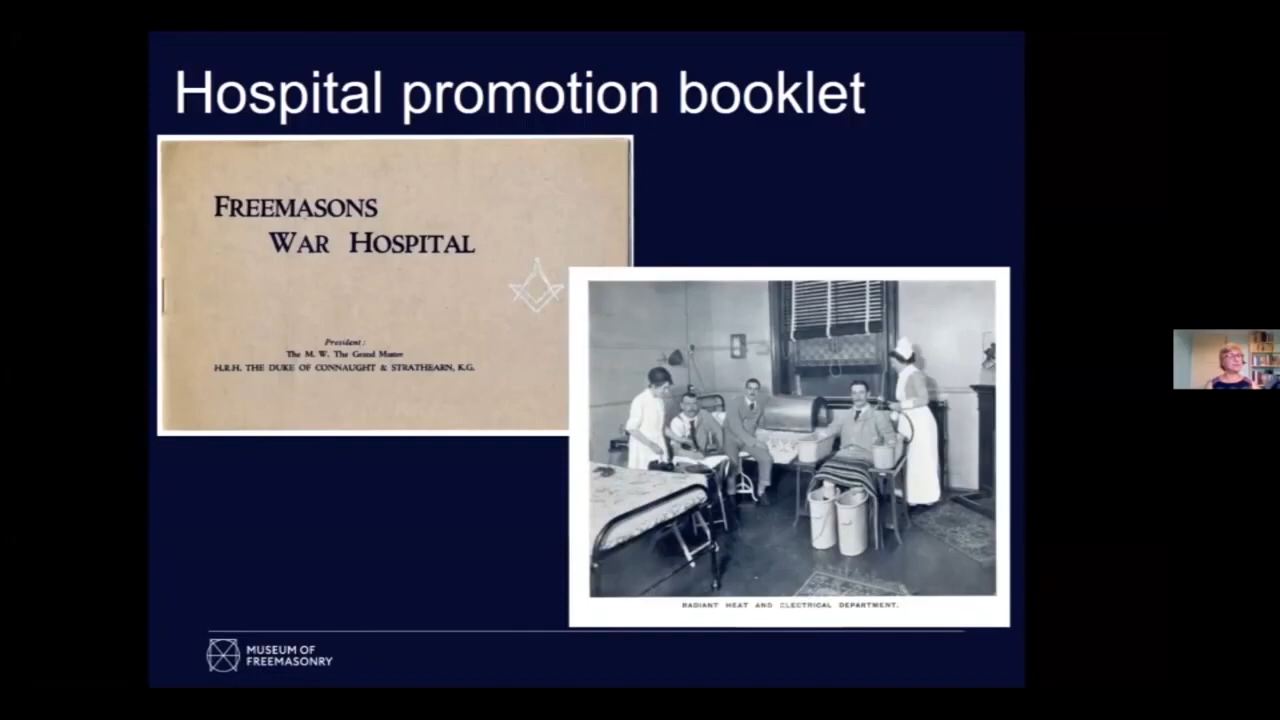 Hospital promotion booklet
FREEMASONS
WAR HOSPITAL
President:
The M. W. The Grand Master
H.R.H. THE DUKE OF CONNAUGHT & STRATHEARN, K.G.
RADIANT HEAT AND ELECTRICAL DEPARTMENT.
MUSEUM OF
FREEMASONRY